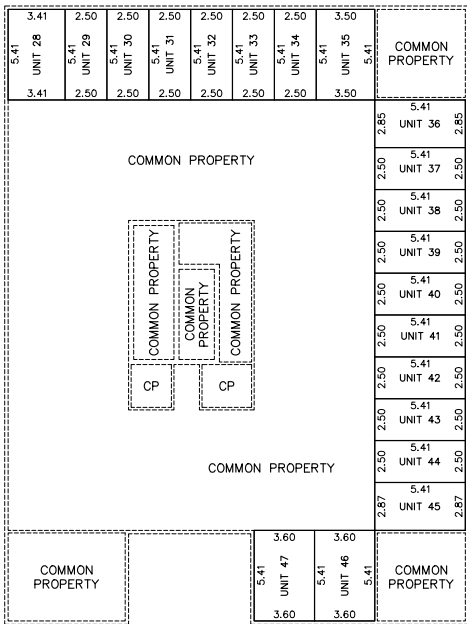 3.41 2.50 2.50 2.50 2.50 2.50 2.50 3.50
5.41 UNIT 28 5.41 UNIT 29 5.41 UNIT 30 5.41 UNIT 31 5.41 UNIT 32 5.41 UNIT 33 5.41 UNIT 34 5.41 UNIT 35 5.41
3.41 2.50 2.50 2.50 2.50 2.50 2.50 3.50
COMMON
PROPERTY
5.41
2.85 UNIT 36 2.85
5.41
2.50 UNIT 37 2.50
5.41
2.50 UNIT 38 2.50
5.41
2.50 UNIT 39 2.50
5.41
2.50 UNIT 40 2.50
5.41
2.50 UNIT 41 2.50
5.41
2.50 UNIT 42 2.50
5.41
2.50 UNIT 43 2.50
5.41
2.50 UNIT 44 2.50
5.41
2.87 UNIT 45 2.87
COMMON PROPERTY
COMMON PROPERTY
COMMON
PROPERTY
COMMON PROPERTY
CP
CP
COMMON PROPERTY
COMMON
PROPERTY
3.60 3.60
5.41 UNIT 47 5.41 UNIT 46 5.41
3.60 3.60
COMMON
PROPERTY